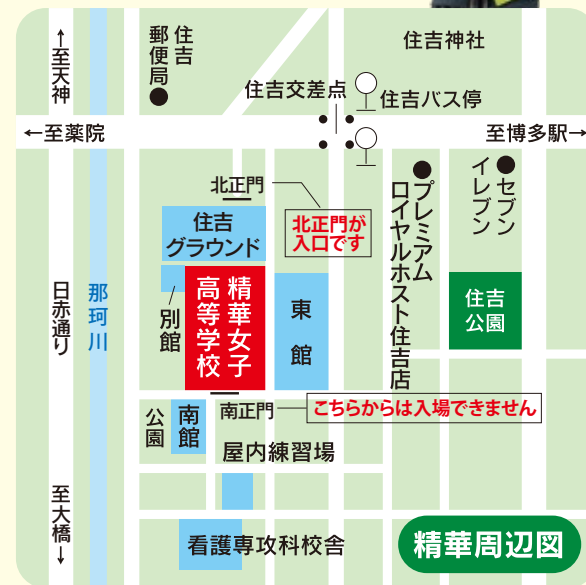 ↑至天神
住吉
郵便局
住吉神社
住吉交差点
住吉バス停
←至薬院
至博多駅→
北正門
北正門が
入口です
住吉
グラウンド
プレミアム
ロイヤルホスト住吉店
セブン
イレブン
日赤通り
那珂川
別館
精華女子
高等学校
東館
住吉
公園
南正門
こちらからは入場できません
公園
南館
屋内練習場
至大橋→
看護専攻科校舎
精華周辺図